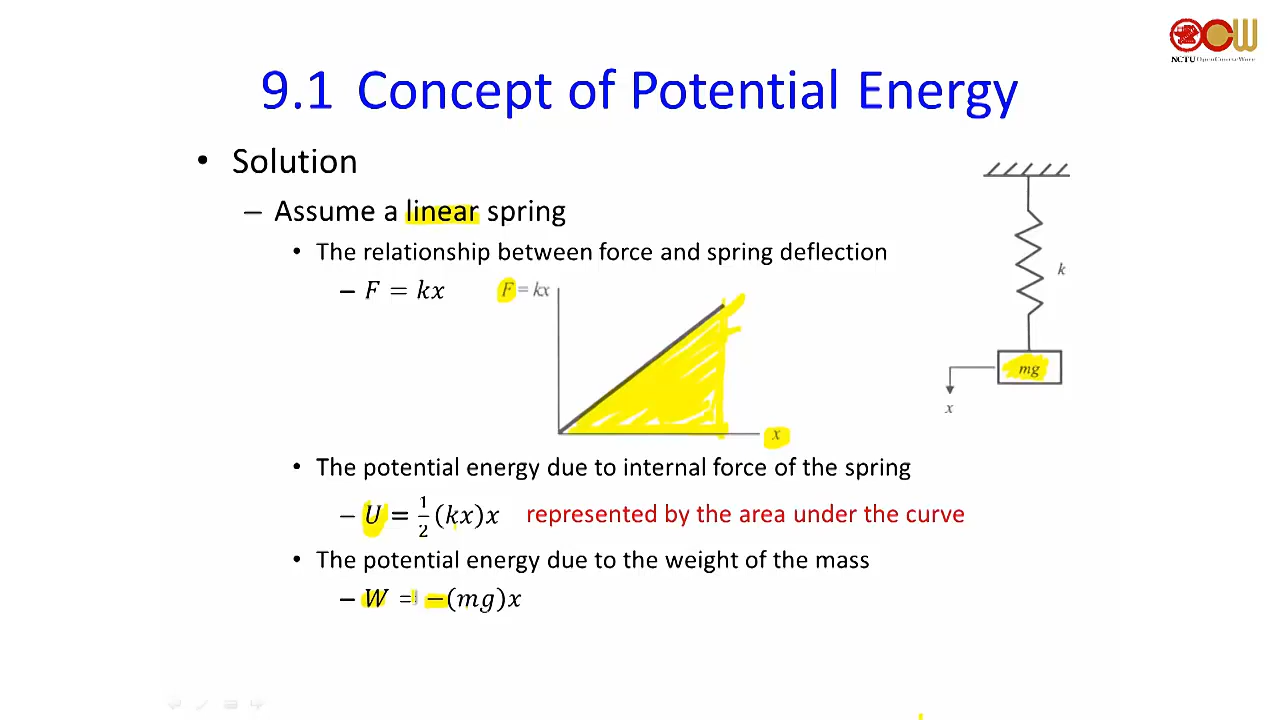 NCTU OpenCourseWare
9.1 Concept of Potential Energy
• Solution
– Assume a linear spring
• The relationship between force and spring deflection
– F = kx
F = kx
k
mg
x
x
• The potential energy due to internal force of the spring
– U = 1/2 (kx)x represented by the area under the curve
• The potential energy due to the weight of the mass
– W = −(mg)x